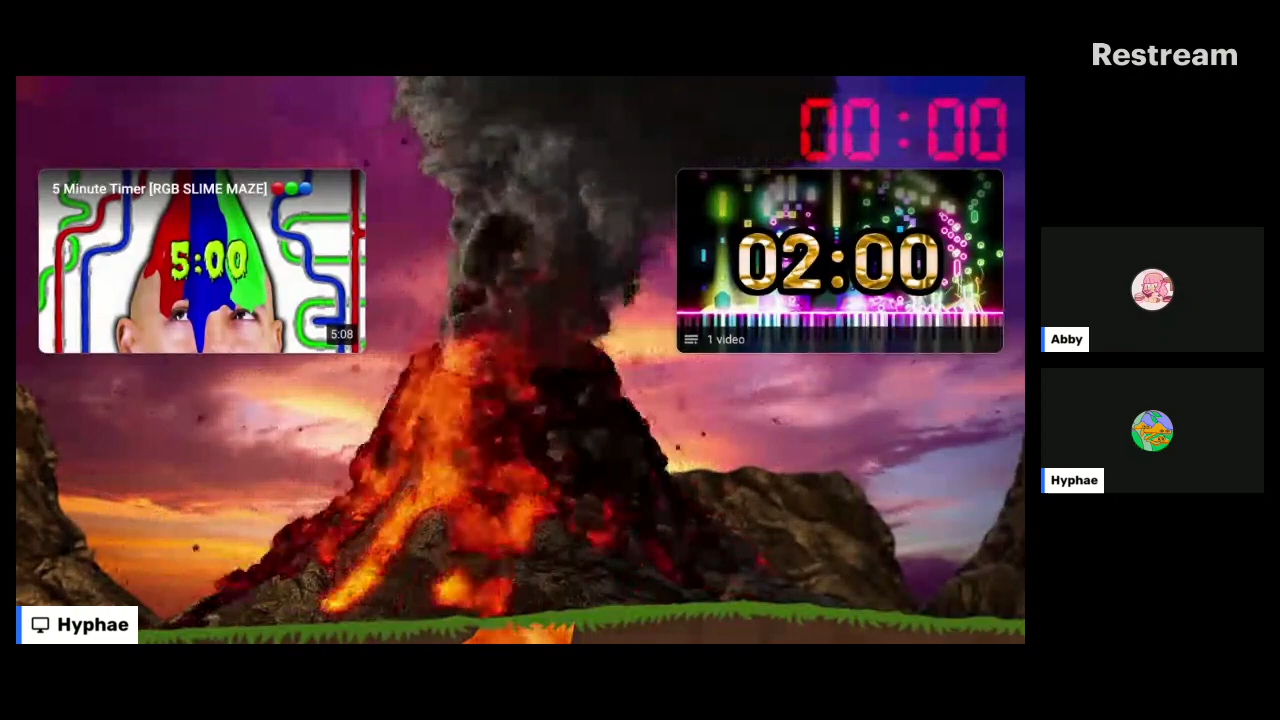 Restream
00:00
5 Minute Timer [RGB SLIME MAZE]
5:00
5:08
02:00
1 video
Abby
Hyphae
Hyphae